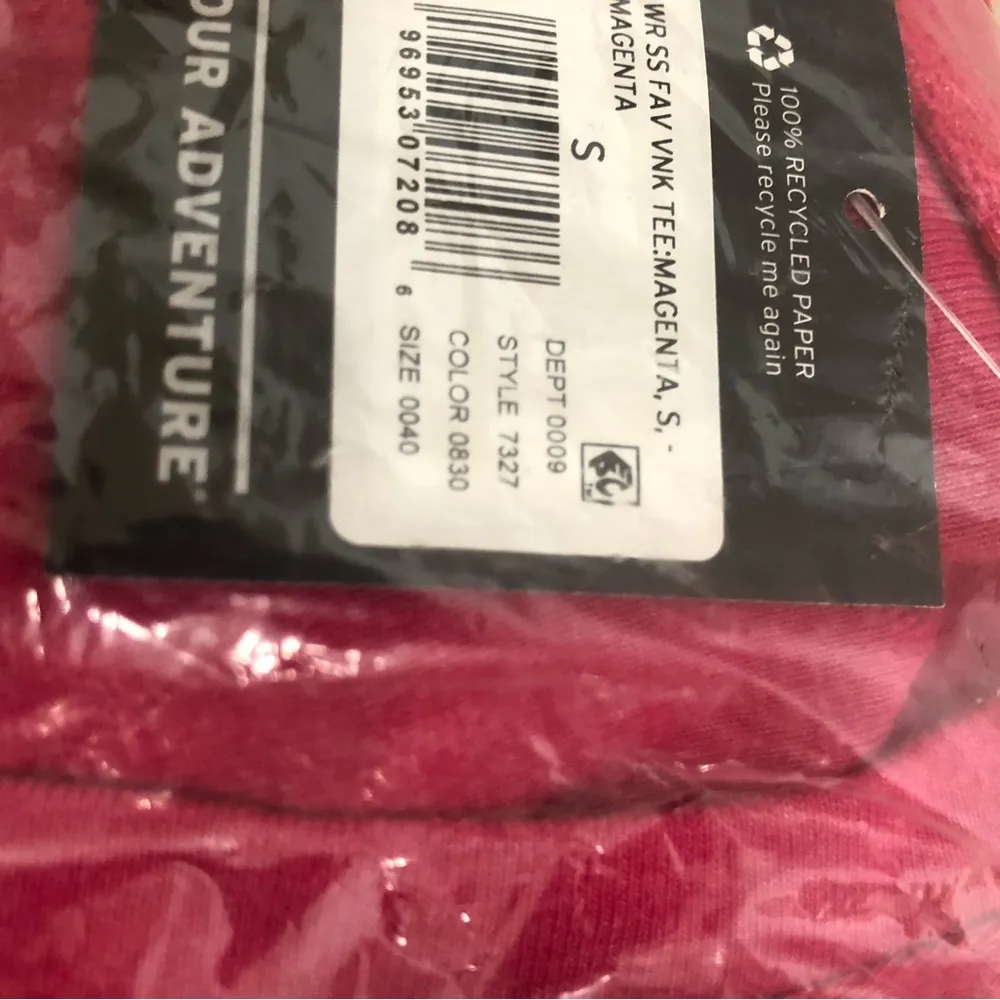 100% RECYCLED PAPER
Please recycle me again
WR SS FAV VNK TEE:MAGENTA, S, -
MAGENTA
S
DEPT 0009
STYLE 7327
COLOR 0830
SIZE 0040
96953 07208 6
OUR ADVENTURE